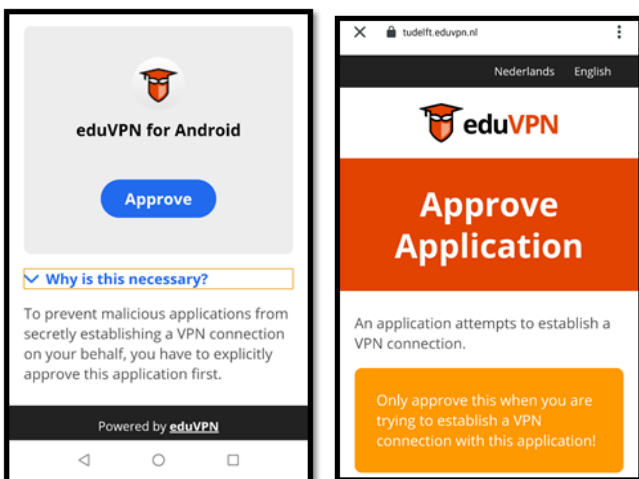 eduVPN for Android
Approve
Why is this necessary?
To prevent malicious applications from
secretly establishing a VPN connection
on your behalf, you have to explicitly
approve this application first.
Powered by eduVPN
tudelft.eduvpn.nl
Nederlands English
eduVPN
Approve
Application
An application attempts to establish a
VPN connection.
Only approve this when you are
trying to establish a VPN
connection with this application!